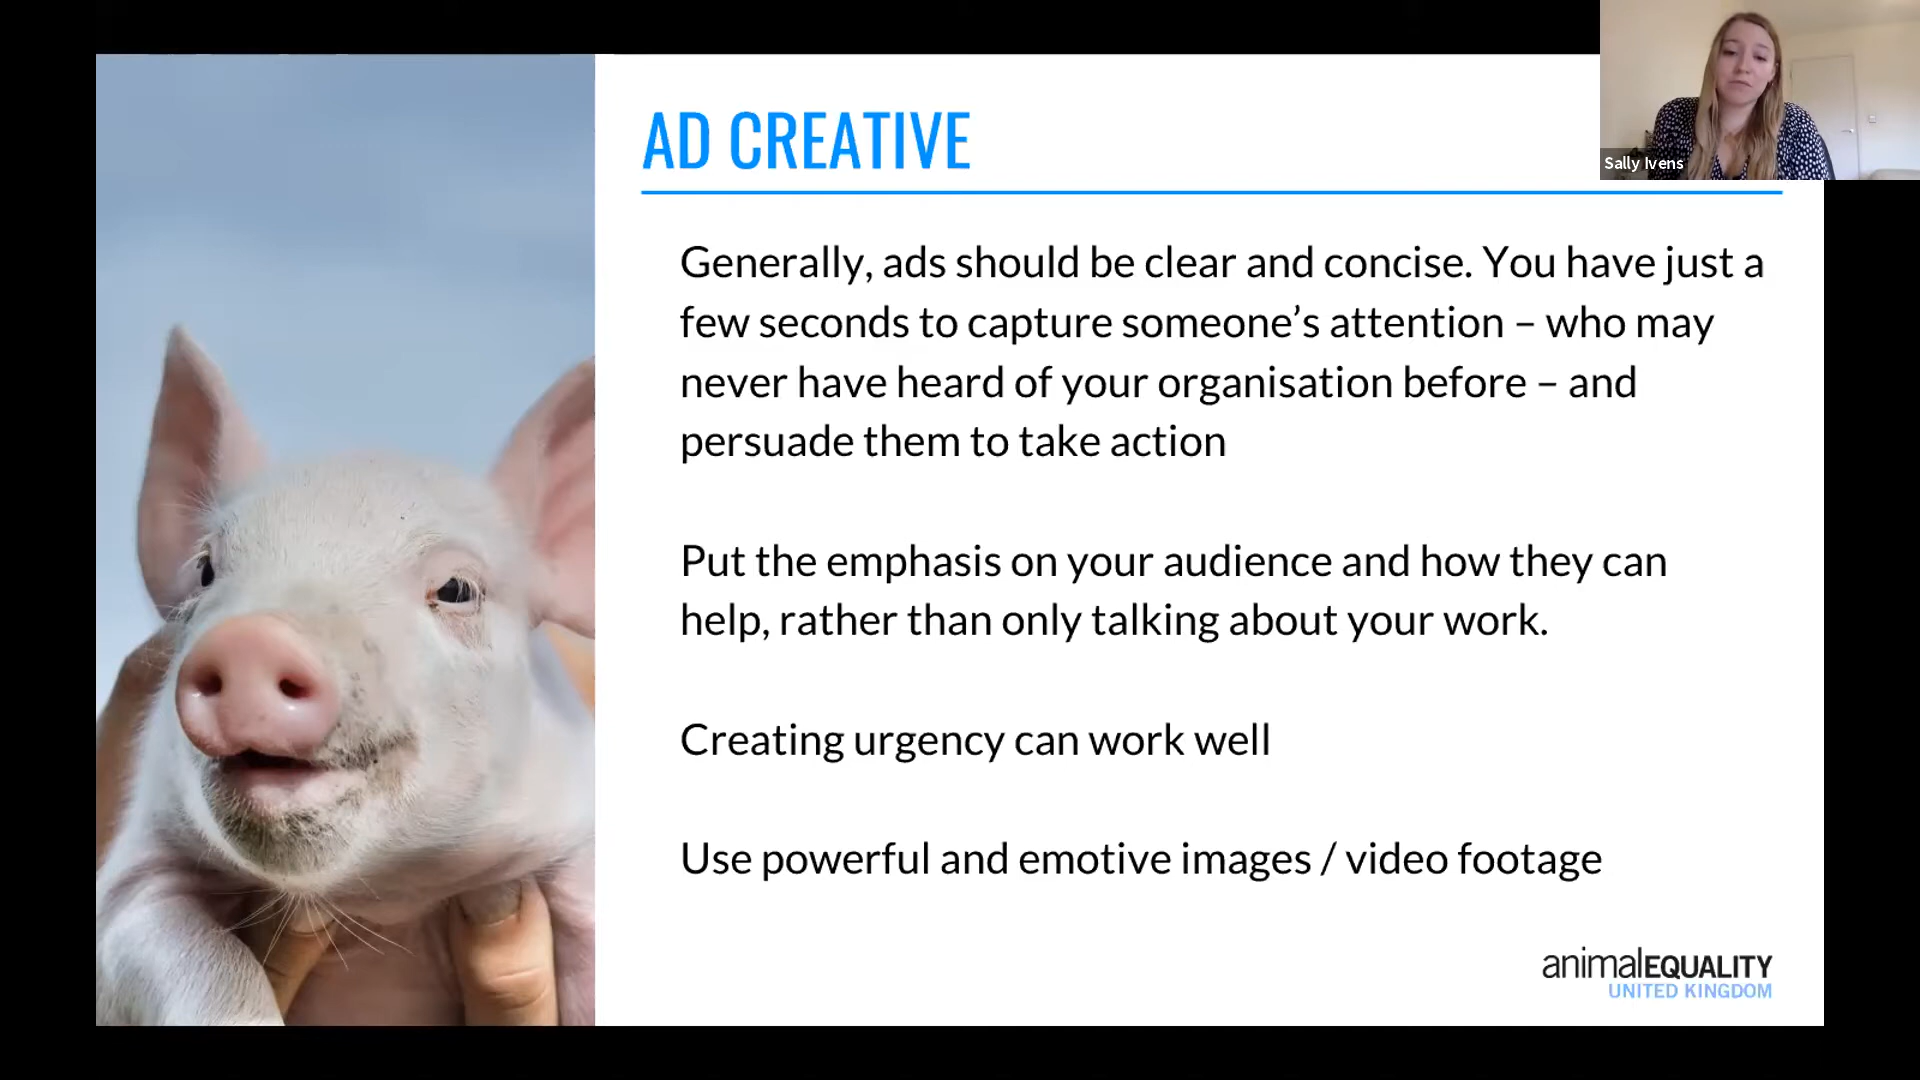 AD CREATIVE
Sally Ivens
Generally, ads should be clear and concise. You have just a
few seconds to capture someone’s attention – who may
never have heard of your organisation before – and
persuade them to take action
Put the emphasis on your audience and how they can
help, rather than only talking about your work.
Creating urgency can work well
Use powerful and emotive images / video footage
animalEQUALITY
UNITED KINGDOM